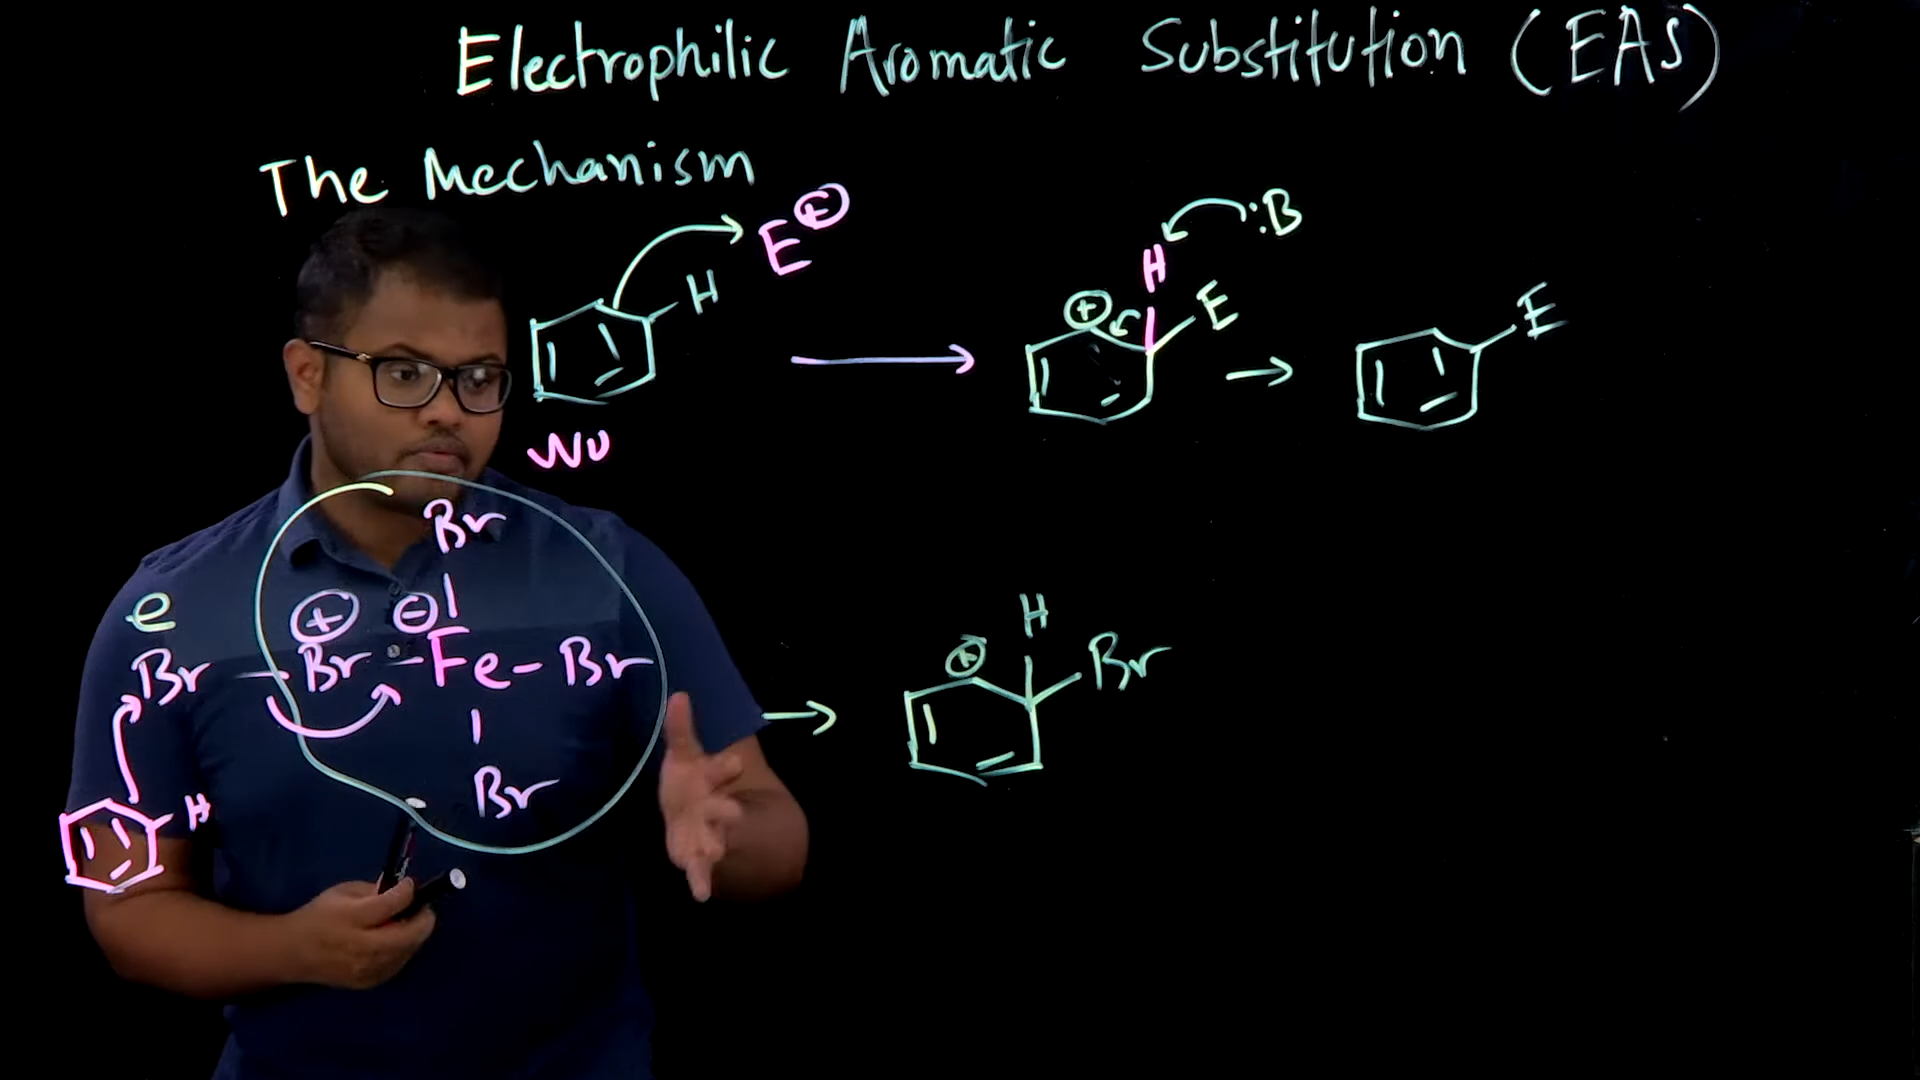 Electrophilic Aromatic Substitution (EAS)
The Mechanism
H E⊕
NU
⊕ H E :B
E
e
Br - Br⊕ - ⊖Fe - Br
Br
Br
H
⊕ H Br